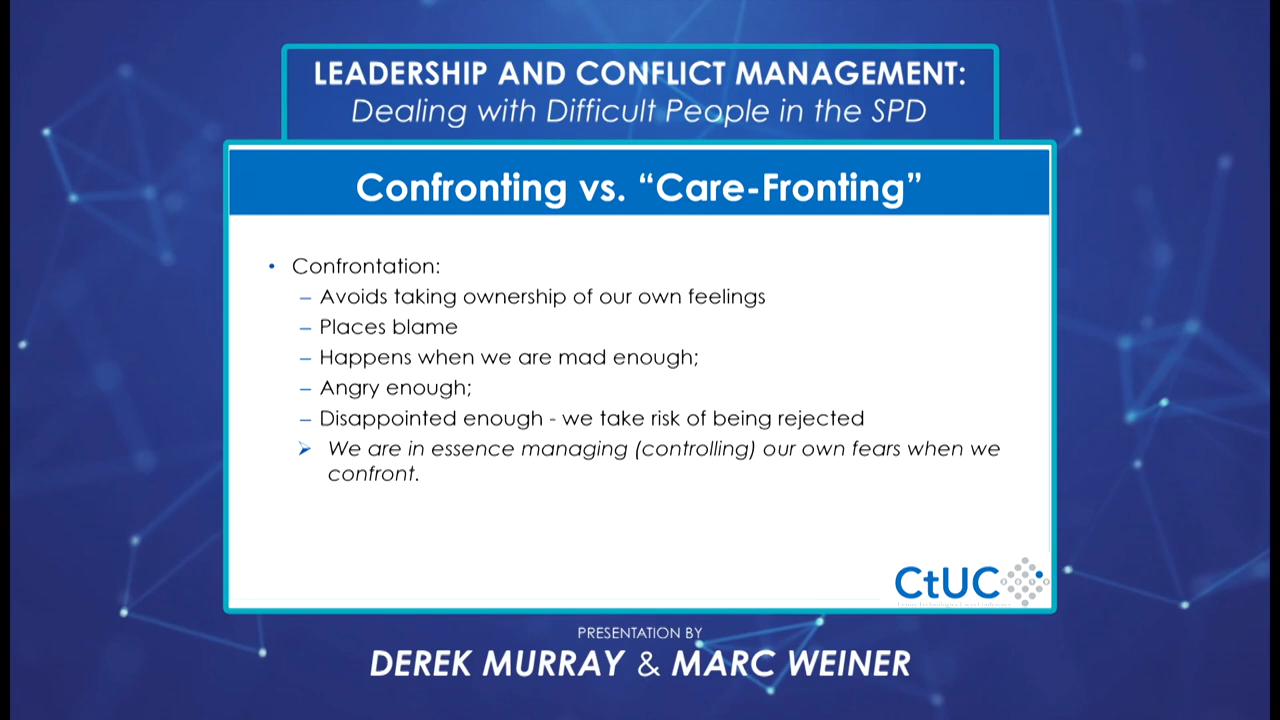 LEADERSHIP AND CONFLICT MANAGEMENT:
Dealing with Difficult People in the SPD
Confronting vs. “Care-Fronting”
• Confrontation:
– Avoids taking ownership of our own feelings
– Places blame
– Happens when we are mad enough;
– Angry enough;
– Disappointed enough - we take risk of being rejected
➢ We are in essence managing (controlling) our own fears when we
confront.
CtUC
PRESENTATION BY
DEREK MURRAY & MARC WEINER